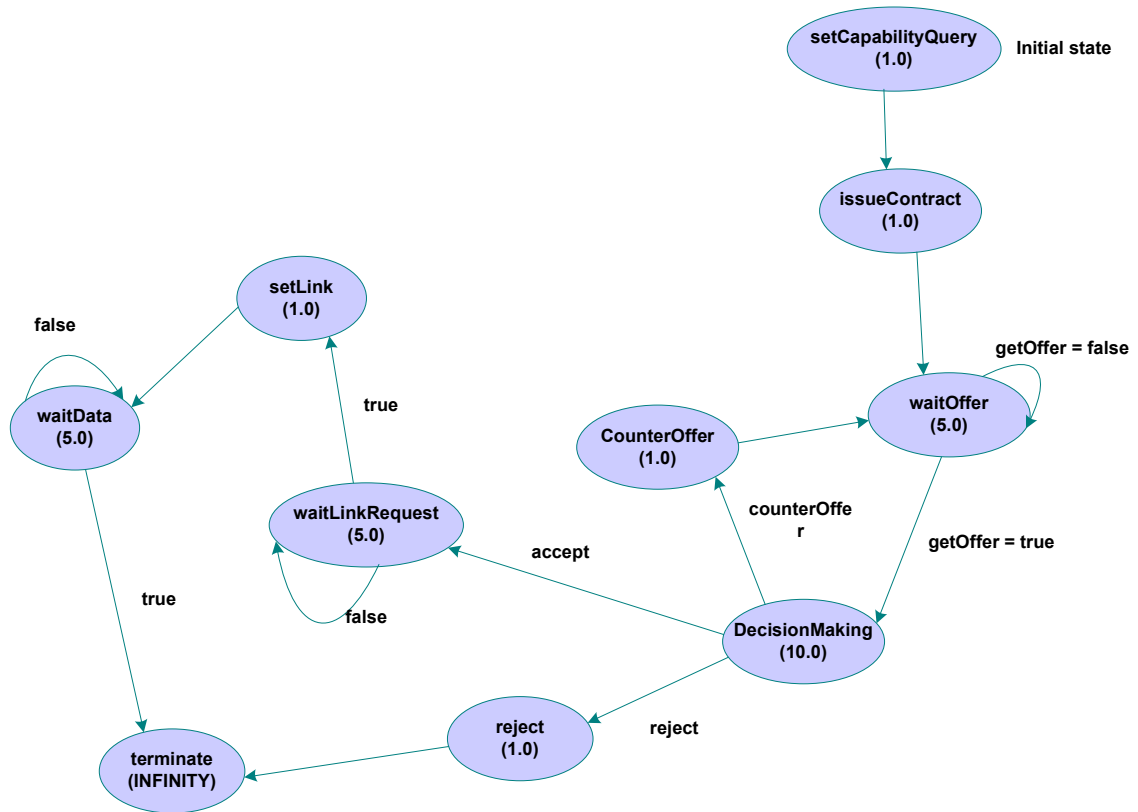 setCapabilityQuery
(1.0)
Initial state
issueContract
(1.0)
setLink
(1.0)
false
getOffer = false
waitData
(5.0)
true
waitOffer
(5.0)
CounterOffer
(1.0)
waitLinkRequest
(5.0)
counterOffe
r
accept
getOffer = true
true
false
DecisionMaking
(10.0)
reject
(1.0)
reject
terminate
(INFINITY)